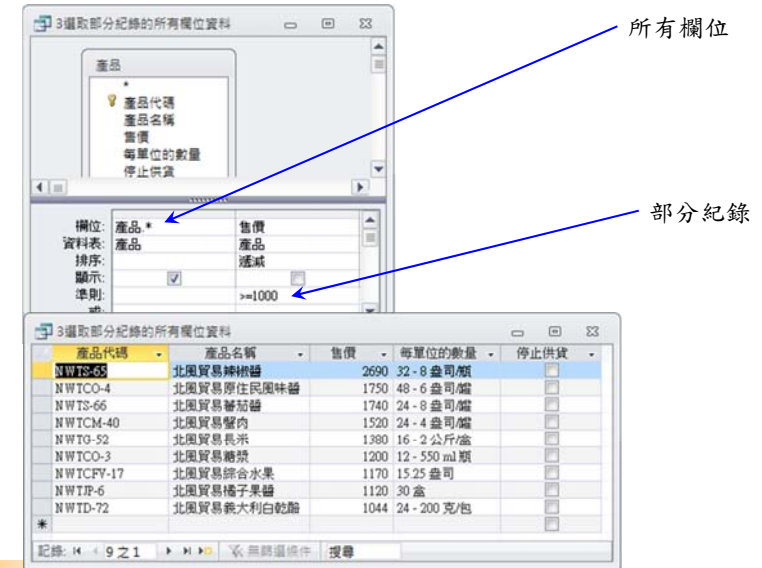 3選取部分紀錄的所有欄位資料
所有欄位
產品
*
產品代碼
產品名稱
售價
每單位的數量
停止供貨
部分紀錄
欄位: 產品.* 售價
資料表: 產品 產品
排序: 遞減
顯示:
準則: >=1000
或:
3選取部分紀錄的所有欄位資料
產品代碼 產品名稱 售價 每單位的數量 停止供貨
NWTS-65 北風貿易辣椒醬 2690 32 - 8 盎司/瓶
NWTCO-4 北風貿易原住民風味醬 1750 48 - 6 盎司/罐
NWTS-66 北風貿易蕃茄醬 1740 24 - 8 盎司/罐
NWTCM-40 北風貿易蟹肉 1520 24 - 4 盎司/罐
NWTG-52 北風貿易長米 1380 16 - 2 公斤/盒
NWTCO-3 北風貿易糖漿 1200 12 - 550 ml 瓶
NWTCFV-17 北風貿易綜合水果 1170 15.25 盎司
NWTJP-6 北風貿易橘子果醬 1120 30 盒
NWTD-72 北風貿易義大利白乾酪 1044 24 - 200 克/包
*
記錄: 9 之 1 無篩選條件 搜尋